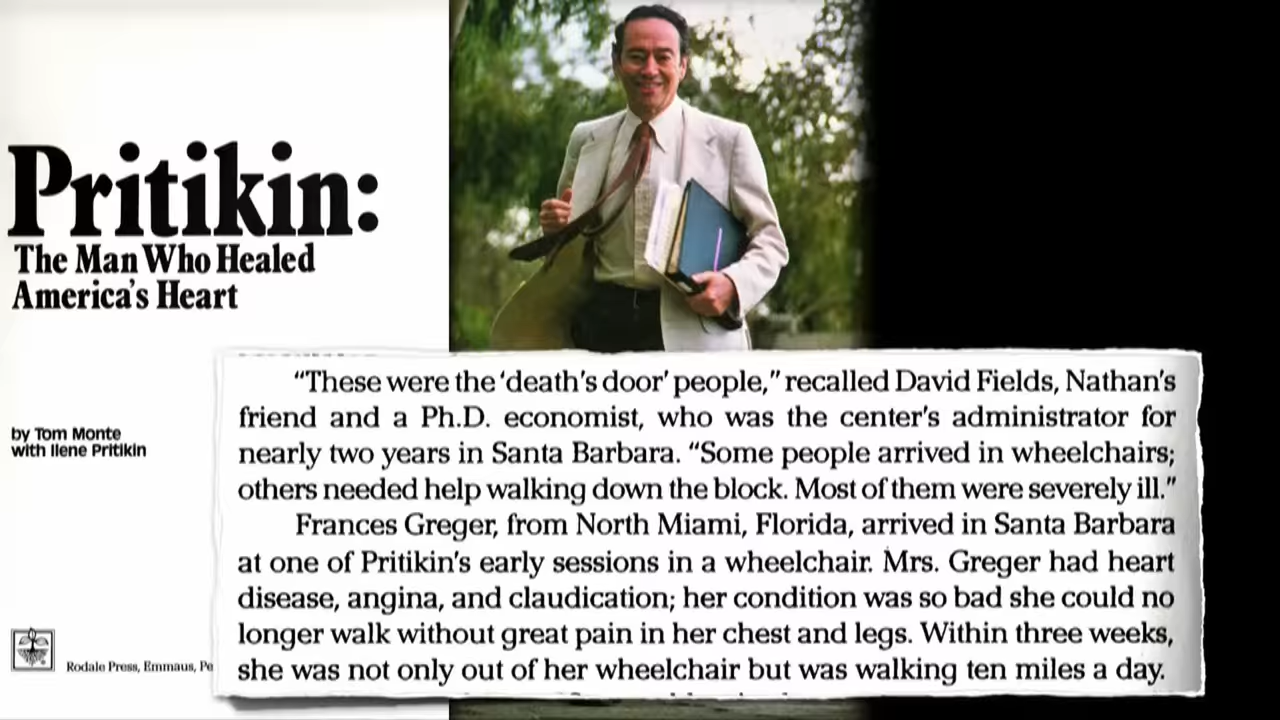 Pritikin:
The Man Who Healed
America's Heart
by Tom Monte
with Ilene Pritikin
Rodale Press, Emmaus, Pe
"These were the 'death's door' people," recalled David Fields, Nathan's
friend and a Ph.D. economist, who was the center's administrator for
nearly two years in Santa Barbara. "Some people arrived in wheelchairs;
others needed help walking down the block. Most of them were severely ill."
Frances Greger, from North Miami, Florida, arrived in Santa Barbara
at one of Pritikin's early sessions in a wheelchair. Mrs. Greger had heart
disease, angina, and claudication; her condition was so bad she could no
longer walk without great pain in her chest and legs. Within three weeks,
she was not only out of her wheelchair but was walking ten miles a day.